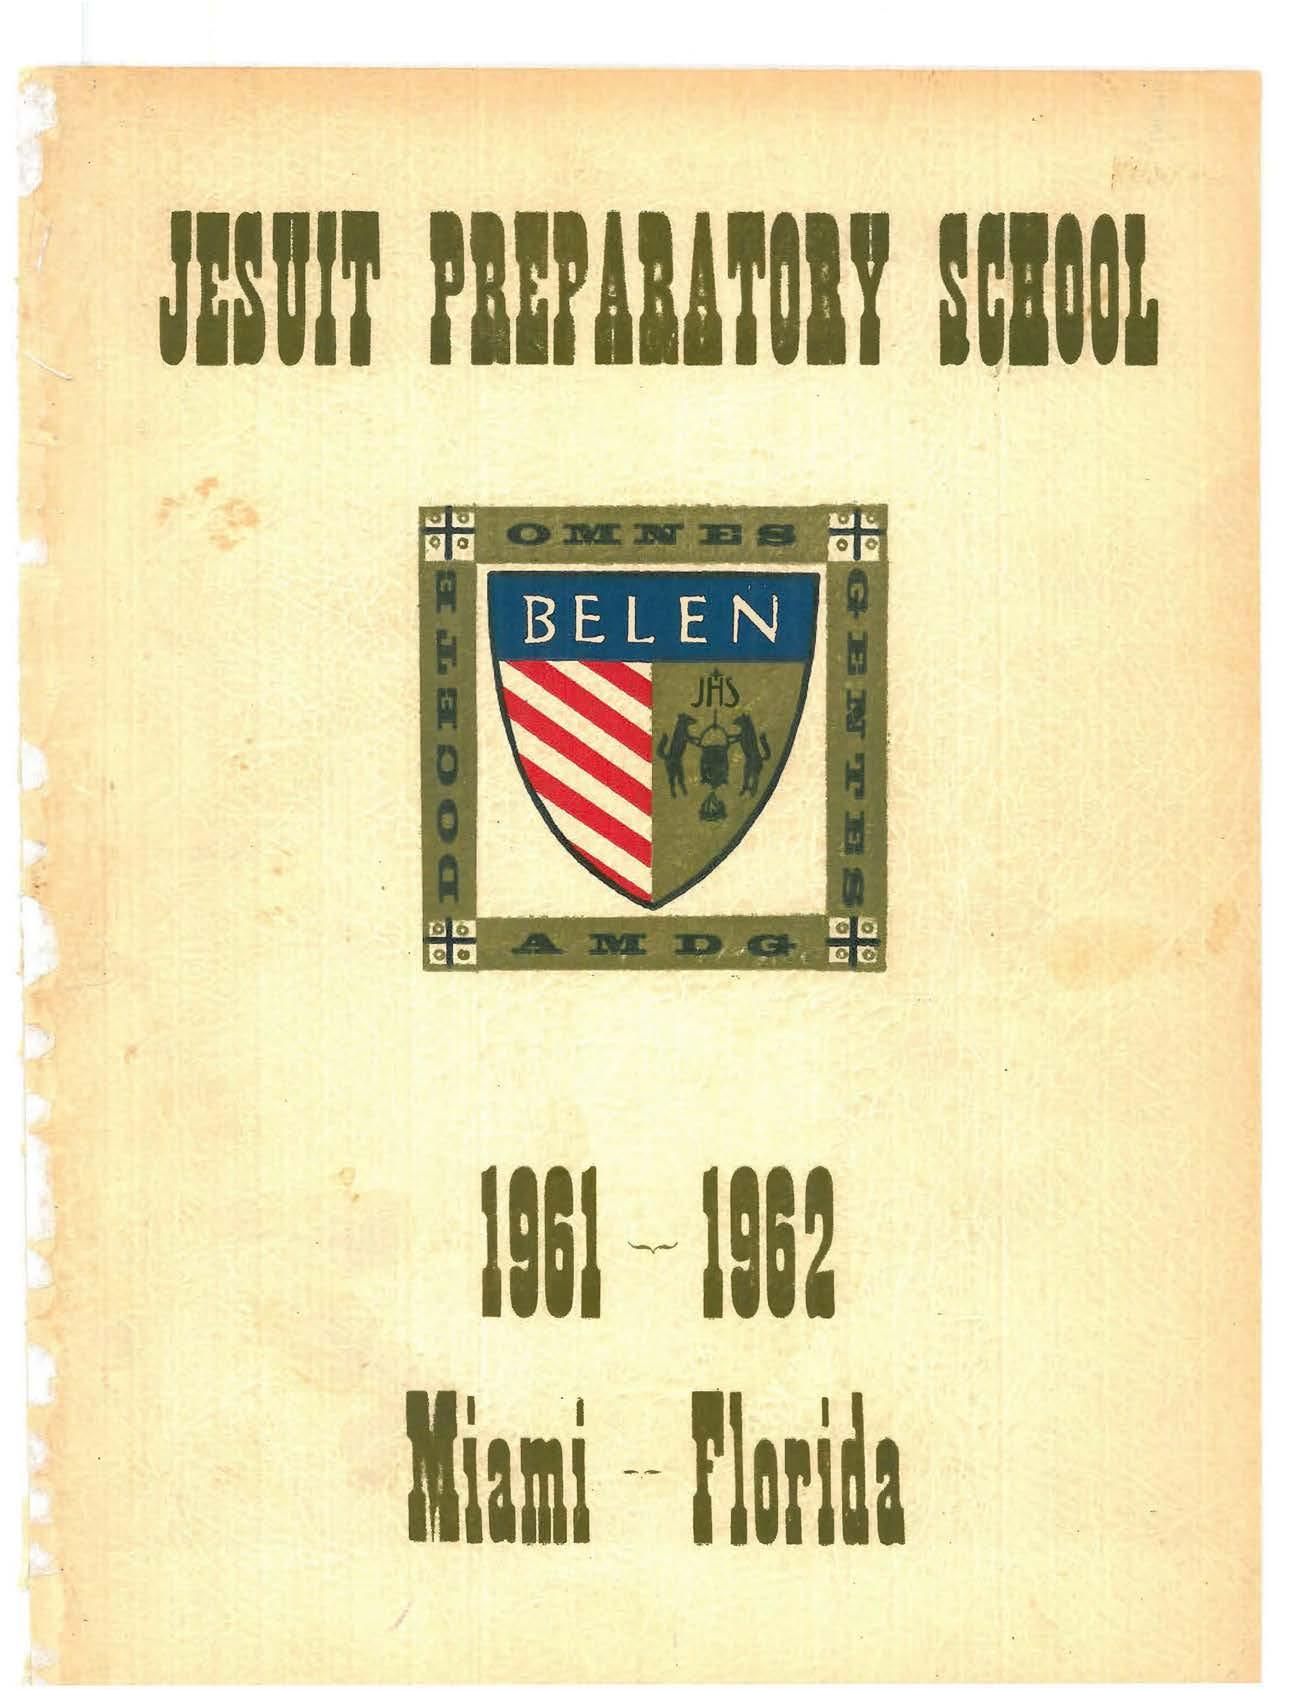 JESUIT PREPARATORY SCHOOL
OMNES
DOCETE
GENTES
BELEN
JHS
AMDG
1961 - 1962
Miami -- Florida